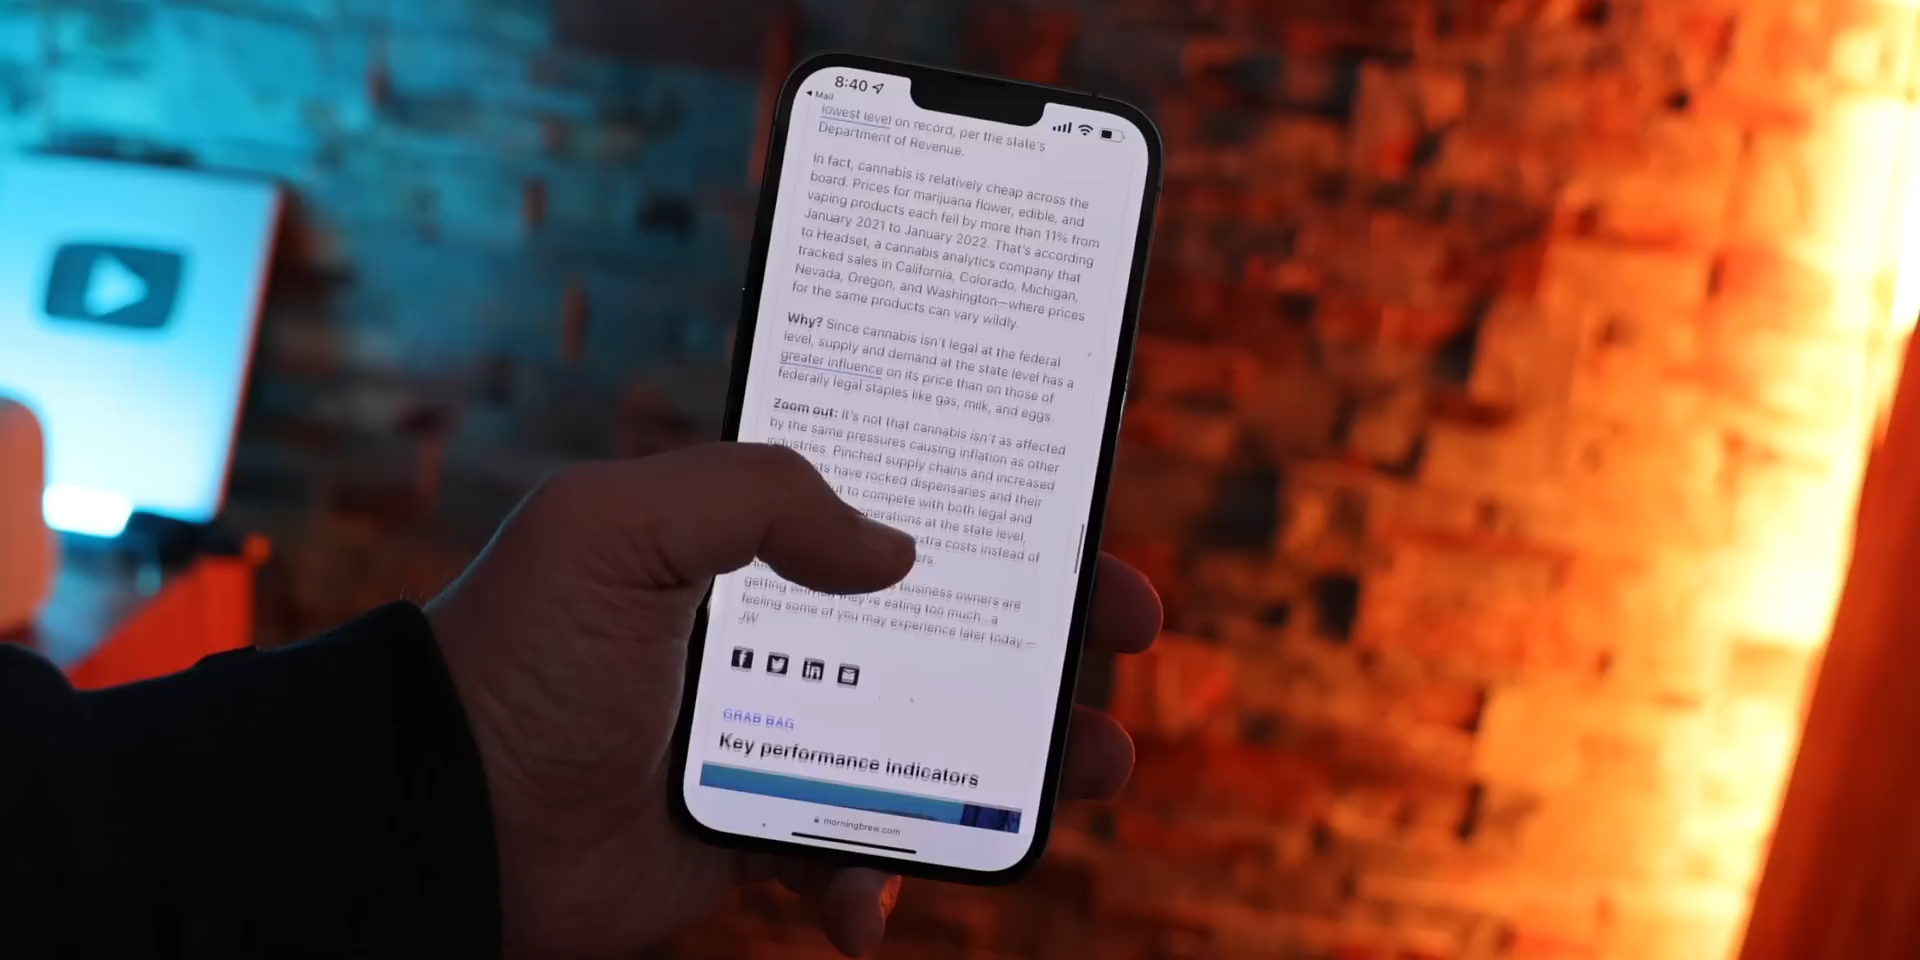 8:40
Mail
lowest level on record, per the state's
Department of Revenue.
In fact, cannabis is relatively cheap across the
board. Prices for marijuana flower, edible, and
vaping products each fell by more than 11% from
January 2021 to January 2022. That's according
to Headset, a cannabis analytics company that
tracked sales in California, Colorado, Michigan,
Nevada, Oregon, and Washington—where prices
for the same products can vary wildly.
Why? Since cannabis isn't legal at the federal
level, supply and demand at the state level has a
greater influence on its price than on those of
federally legal staples like gas, milk, and eggs.
Zoom out: It's not that cannabis isn't as affected
by the same pressures causing inflation as other
industries. Pinched supply chains and increased
have rocked dispensaries and their
to compete with both legal and
at the state level,
extra costs instead of
business owners are
getting they're eating too much...a
feeling some of you may experience later today.—
JW
GRAB BAG
Key performance indicators
morningbrew.com